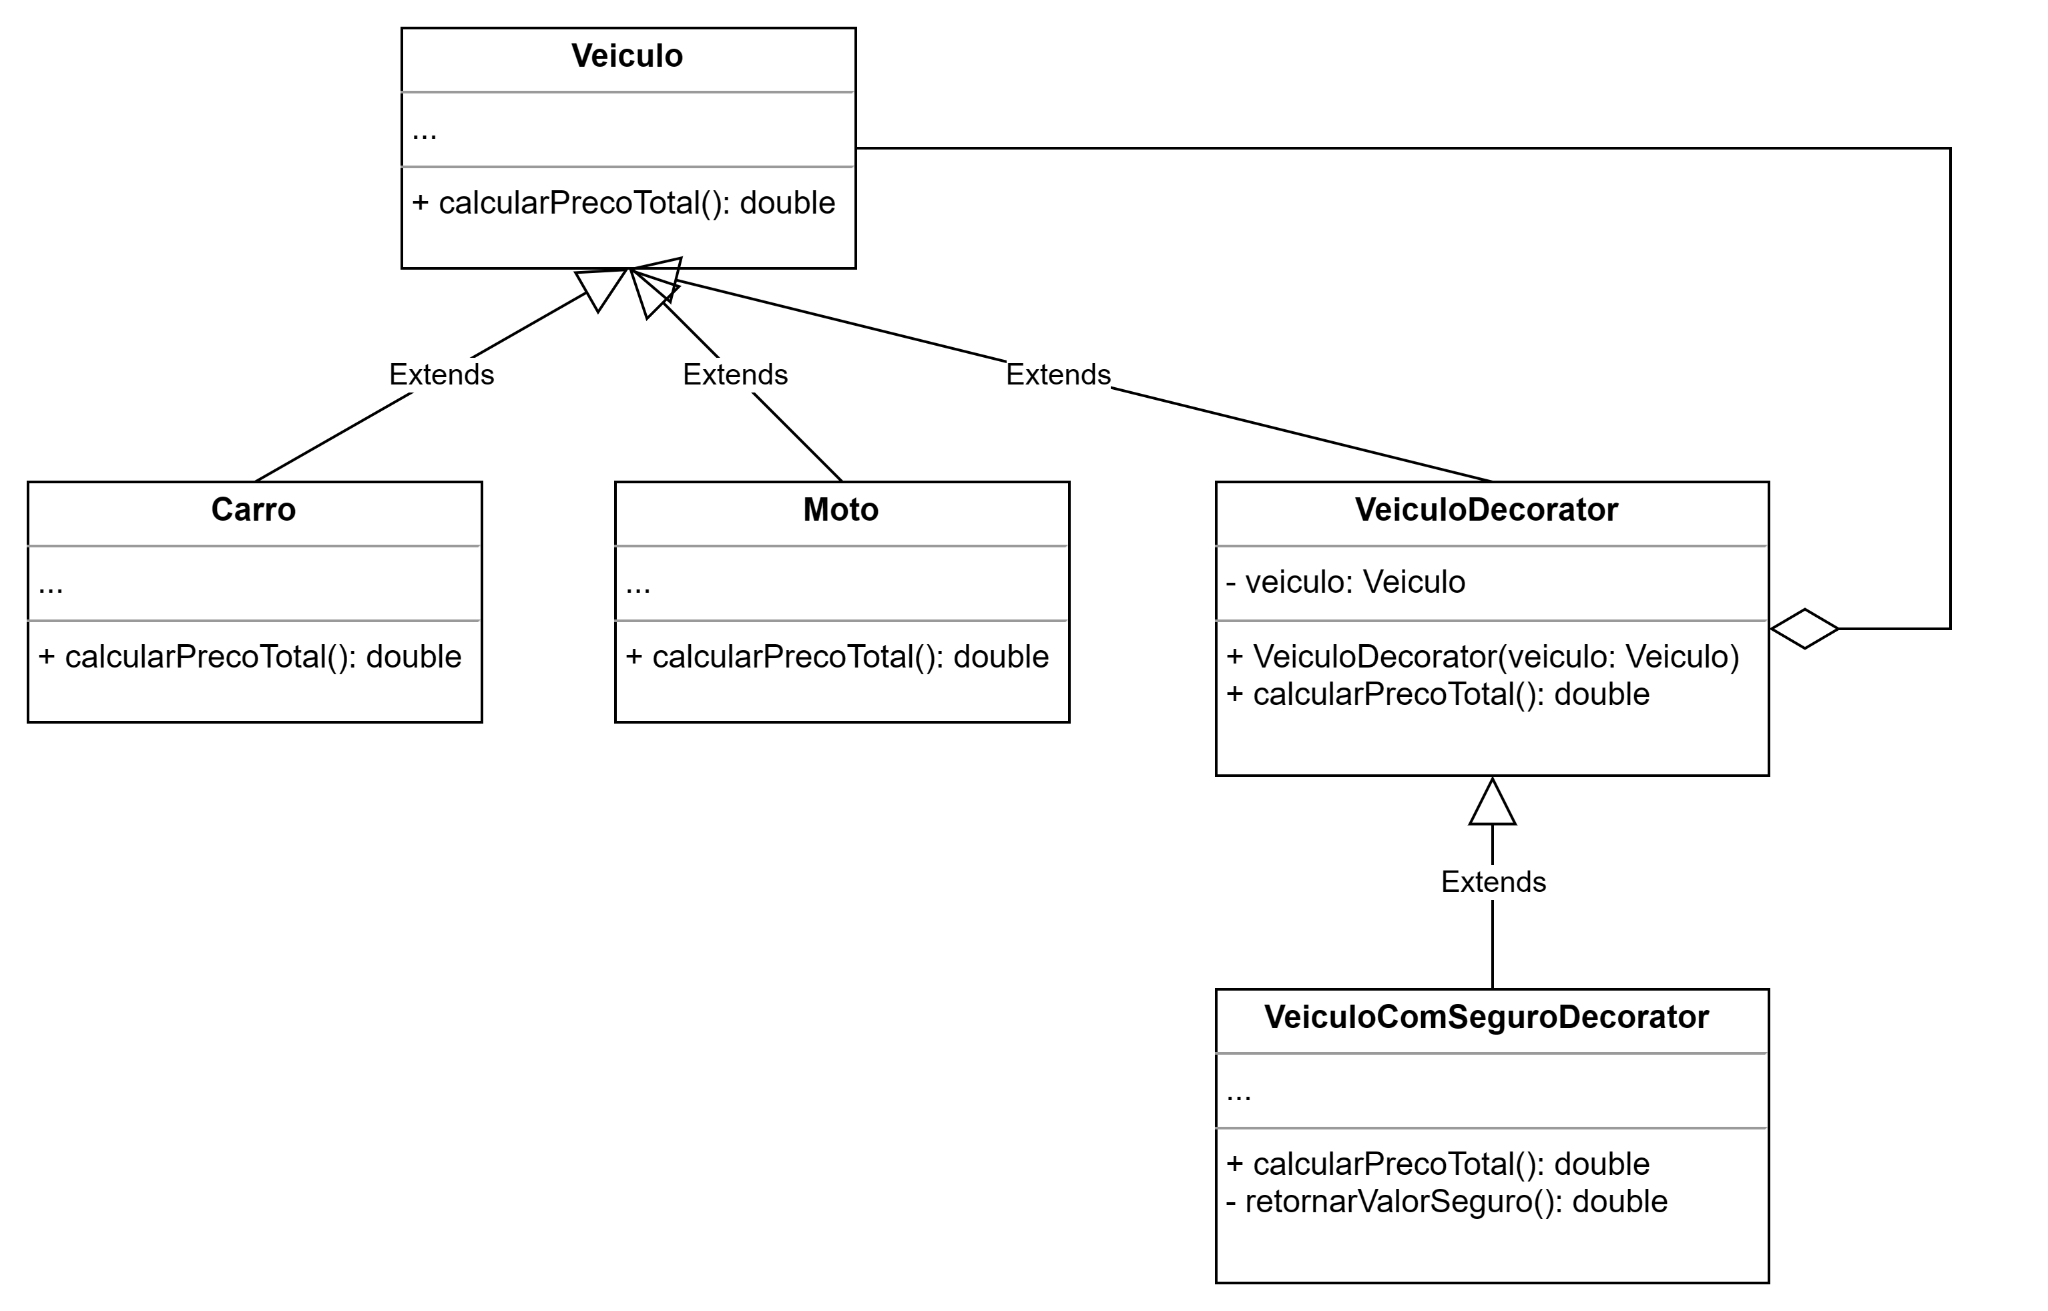 Veiculo
...
+ calcularPrecoTotal(): double
Extends
Extends
Extends
Carro
...
+ calcularPrecoTotal(): double
Moto
...
+ calcularPrecoTotal(): double
VeiculoDecorator
- veiculo: Veiculo
+ VeiculoDecorator(veiculo: Veiculo)
+ calcularPrecoTotal(): double
Extends
VeiculoComSeguroDecorator
...
+ calcularPrecoTotal(): double
- retornarValorSeguro(): double